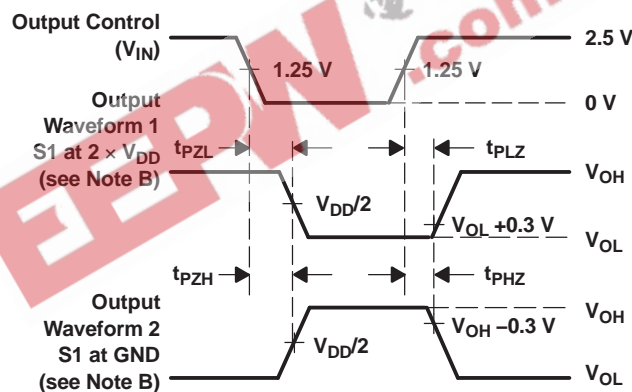 Output Control
(VIN)
2.5 V
1.25 V
1.25 V
0 V
Output
Waveform 1
S1 at 2 × VDD
(see Note B)
tPZL
tPLZ
VOH
VDD/2
VOL +0.3 V
VOL
tPZH
tPHZ
Output
Waveform 2
S1 at GND
(see Note B)
VOH
VOH −0.3 V
VDD/2
VOL
EEPW.com